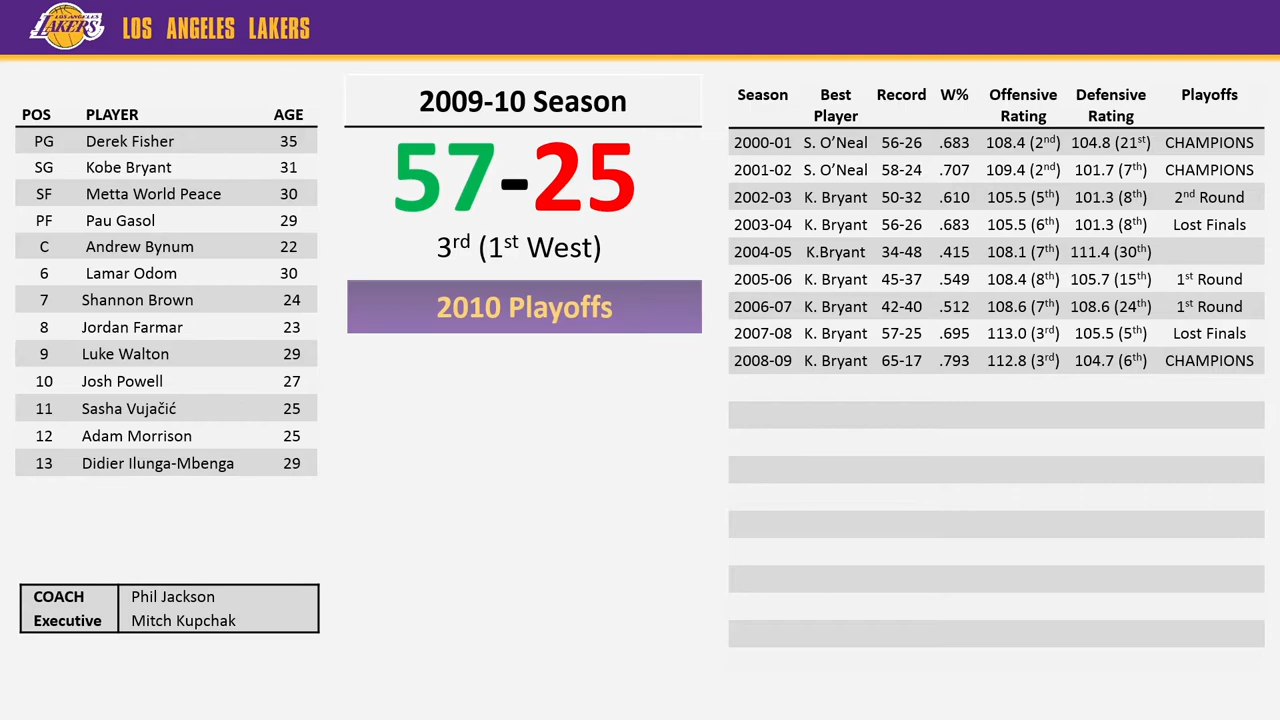 LOS ANGELES LAKERS
LOS ANGELES
LAKERS
POS PLAYER AGE
PG Derek Fisher 35
SG Kobe Bryant 31
SF Metta World Peace 30
PF Pau Gasol 29
C Andrew Bynum 22
6 Lamar Odom 30
7 Shannon Brown 24
8 Jordan Farmar 23
9 Luke Walton 29
10 Josh Powell 27
11 Sasha Vujačić 25
12 Adam Morrison 25
13 Didier Ilunga-Mbenga 29
COACH Phil Jackson
Executive Mitch Kupchak
2009-10 Season
57-25
3rd (1st West)
2010 Playoffs
Season Best Player Record W% Offensive Rating Defensive Rating Playoffs
2000-01 S. O’Neal 56-26 .683 108.4 (2nd) 104.8 (21st) CHAMPIONS
2001-02 S. O’Neal 58-24 .707 109.4 (2nd) 101.7 (7th) CHAMPIONS
2002-03 K. Bryant 50-32 .610 105.5 (5th) 101.3 (8th) 2nd Round
2003-04 K. Bryant 56-26 .683 105.5 (6th) 101.3 (8th) Lost Finals
2004-05 K.Bryant 34-48 .415 108.1 (7th) 111.4 (30th)
2005-06 K. Bryant 45-37 .549 108.4 (8th) 105.7 (15th) 1st Round
2006-07 K. Bryant 42-40 .512 108.6 (7th) 108.6 (24th) 1st Round
2007-08 K. Bryant 57-25 .695 113.0 (3rd) 105.5 (5th) Lost Finals
2008-09 K. Bryant 65-17 .793 112.8 (3rd) 104.7 (6th) CHAMPIONS